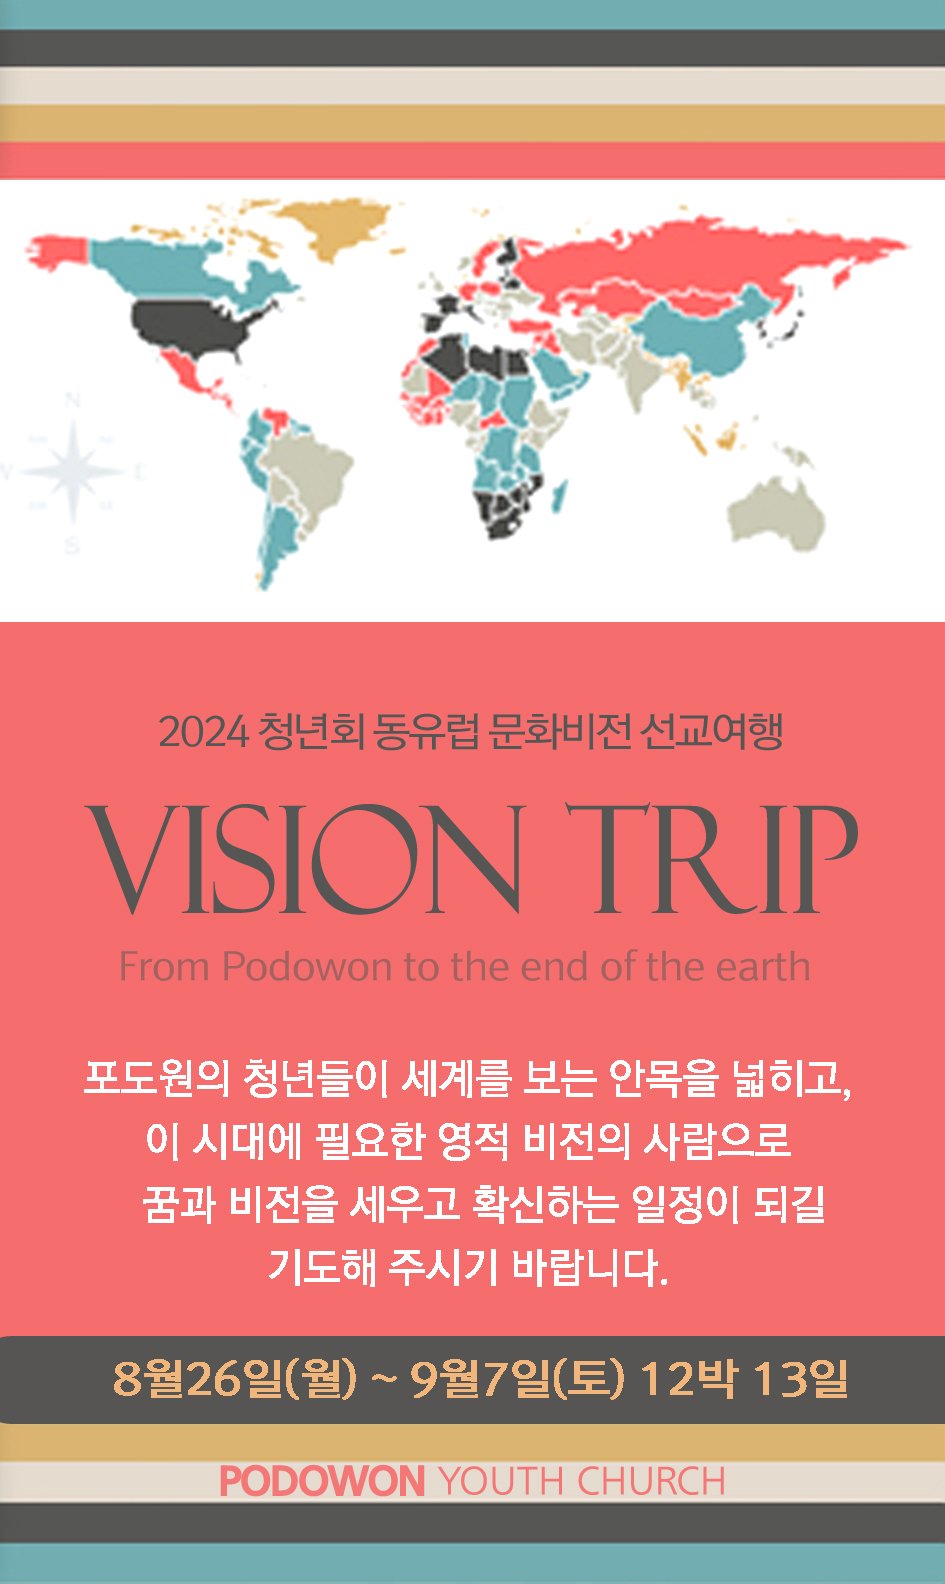 N
W E
S
2024 청년회 동유럽 문화비전 선교여행
VISION TRIP
From Podowon to the end of the earth
포도원의 청년들이 세계를 보는 안목을 넓히고,
이 시대에 필요한 영적 비전의 사람으로
꿈과 비전을 세우고 확신하는 일정이 되길
기도해 주시기 바랍니다.
8월26일(월) ~ 9월7일(토) 12박 13일
PODOWON YOUTH CHURCH